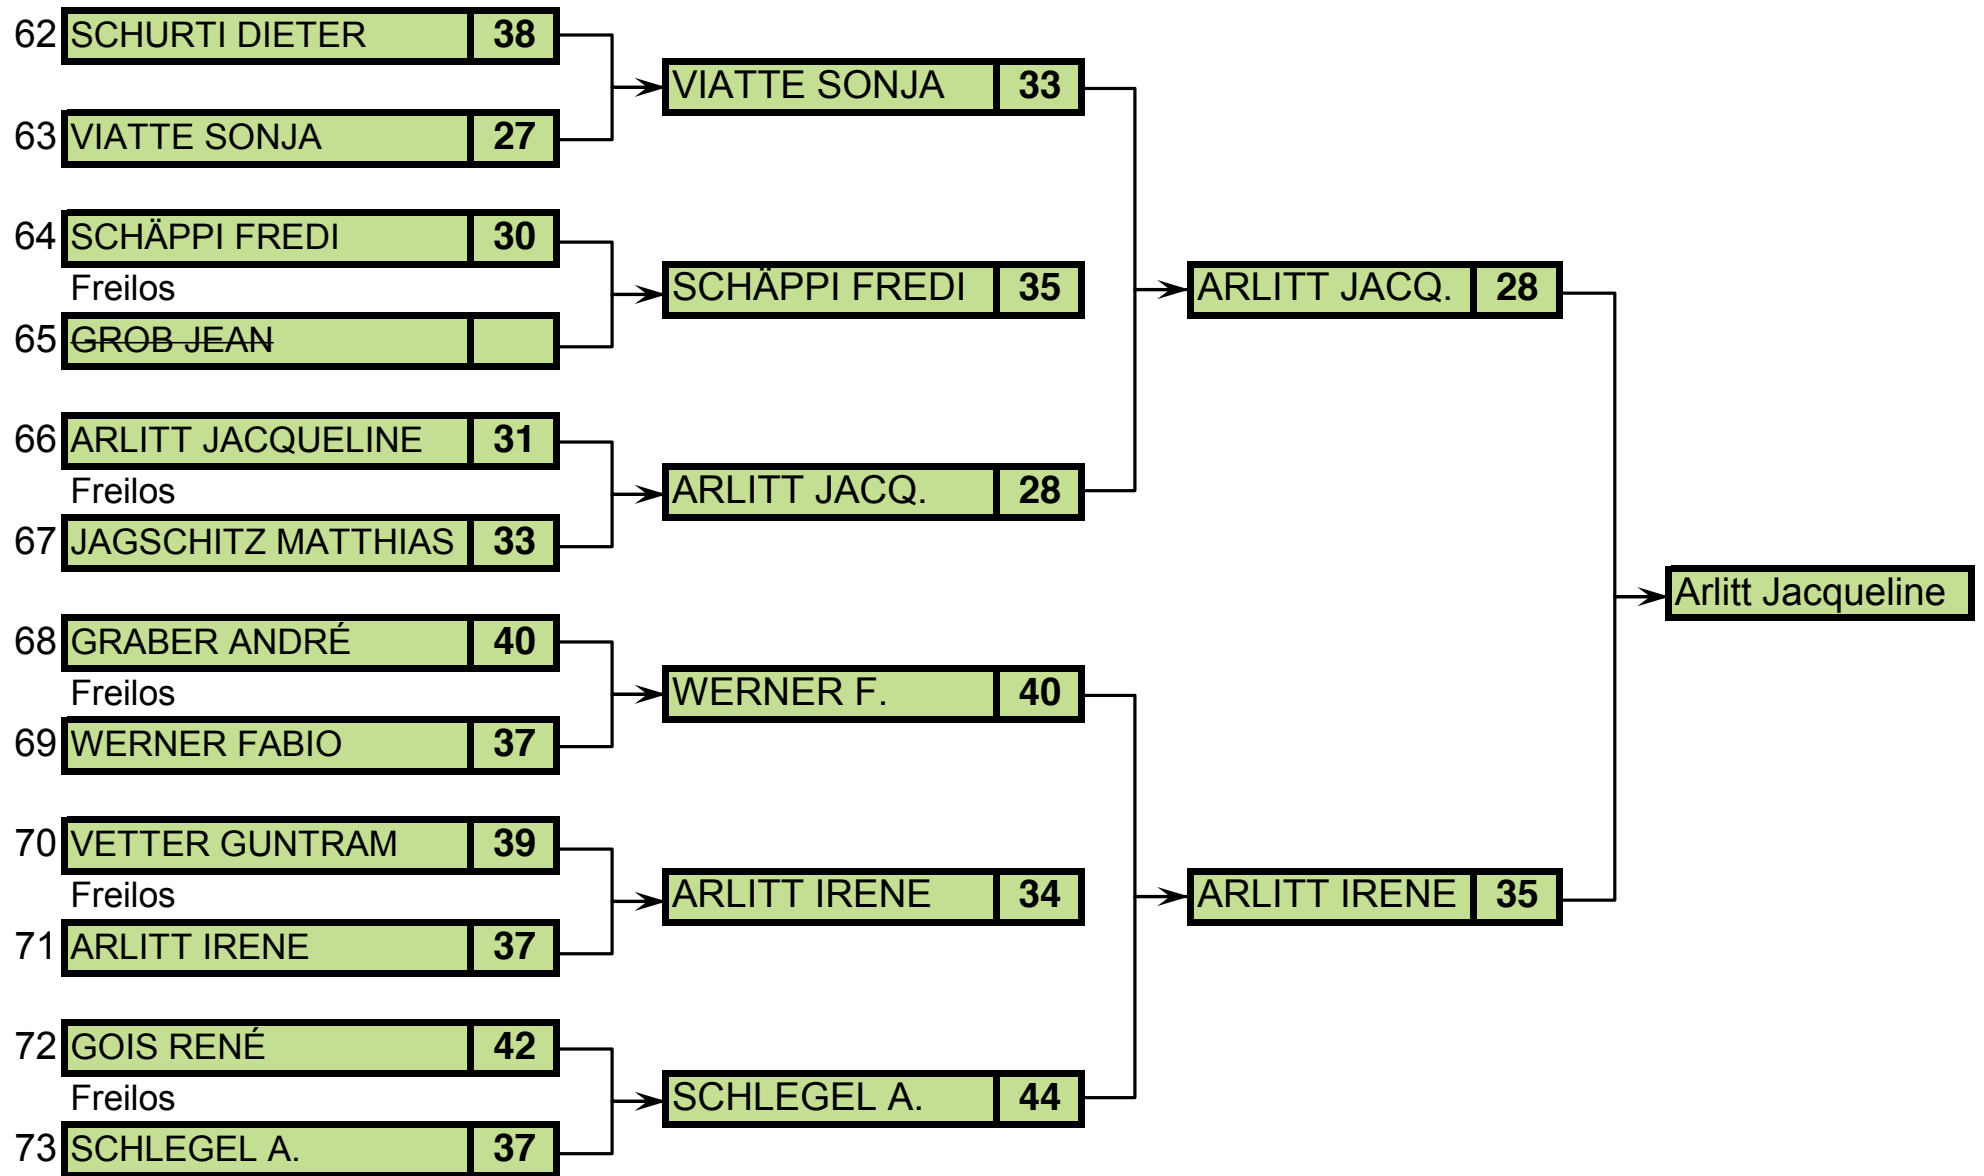 62 SCHURTI DIETER 38
VIATTE SONJA 33
63 VIATTE SONJA 27
64 SCHÄPPI FREDI 30
Freilos
SCHÄPPI FREDI 35
ARLITT JACQ. 28
65 GROB JEAN
66 ARLITT JACQUELINE 31
Freilos
ARLITT JACQ. 28
67 JAGSCHITZ MATTHIAS 33
Arlitt Jacqueline
68 GRABER ANDRÉ 40
Freilos
WERNER F. 40
69 WERNER FABIO 37
70 VETTER GUNTRAM 39
Freilos
ARLITT IRENE 34
ARLITT IRENE 35
71 ARLITT IRENE 37
72 GOIS RENÉ 42
Freilos
SCHLEGEL A. 44
73 SCHLEGEL A. 37